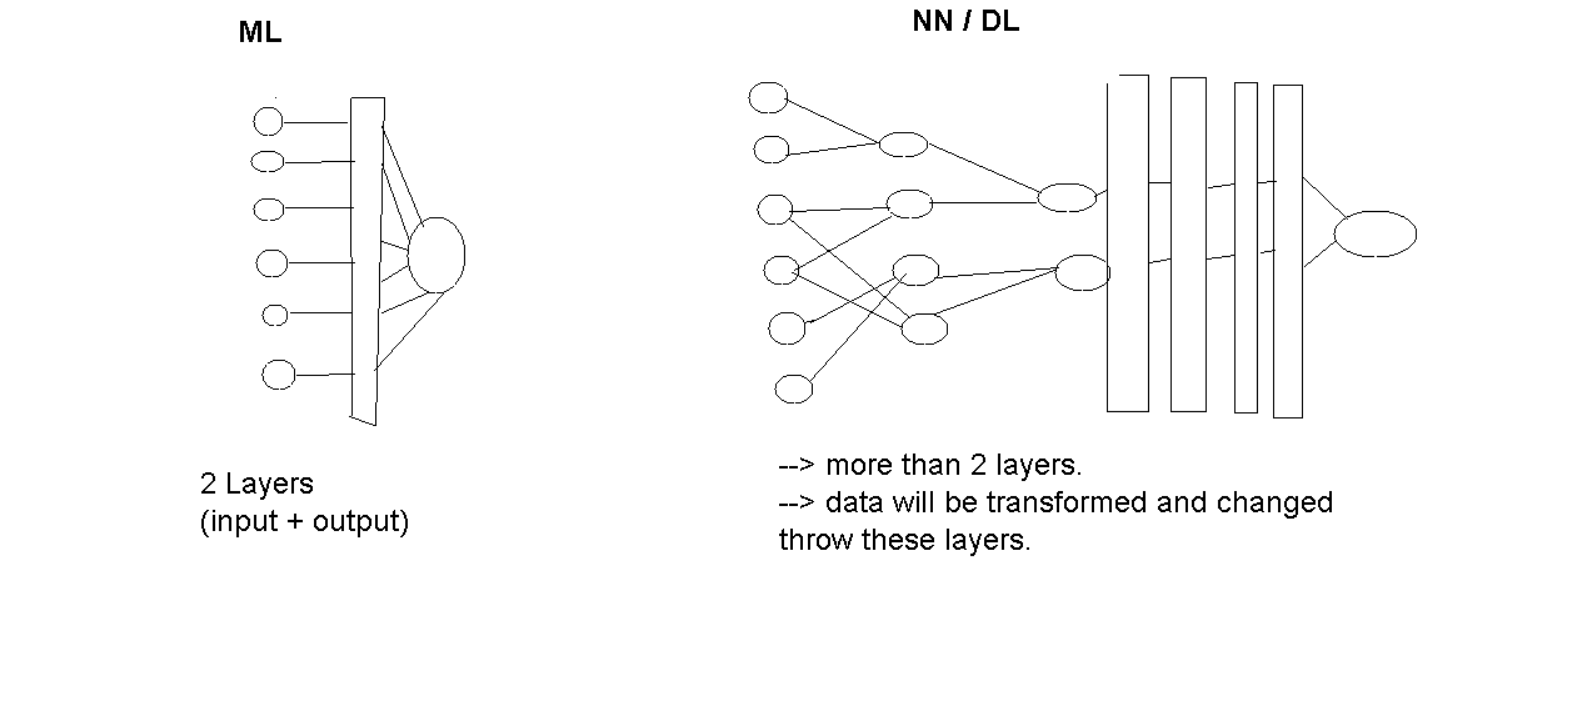 ML
2 Layers
(input + output)
NN / DL
--> more than 2 layers.
--> data will be transformed and changed
throw these layers.